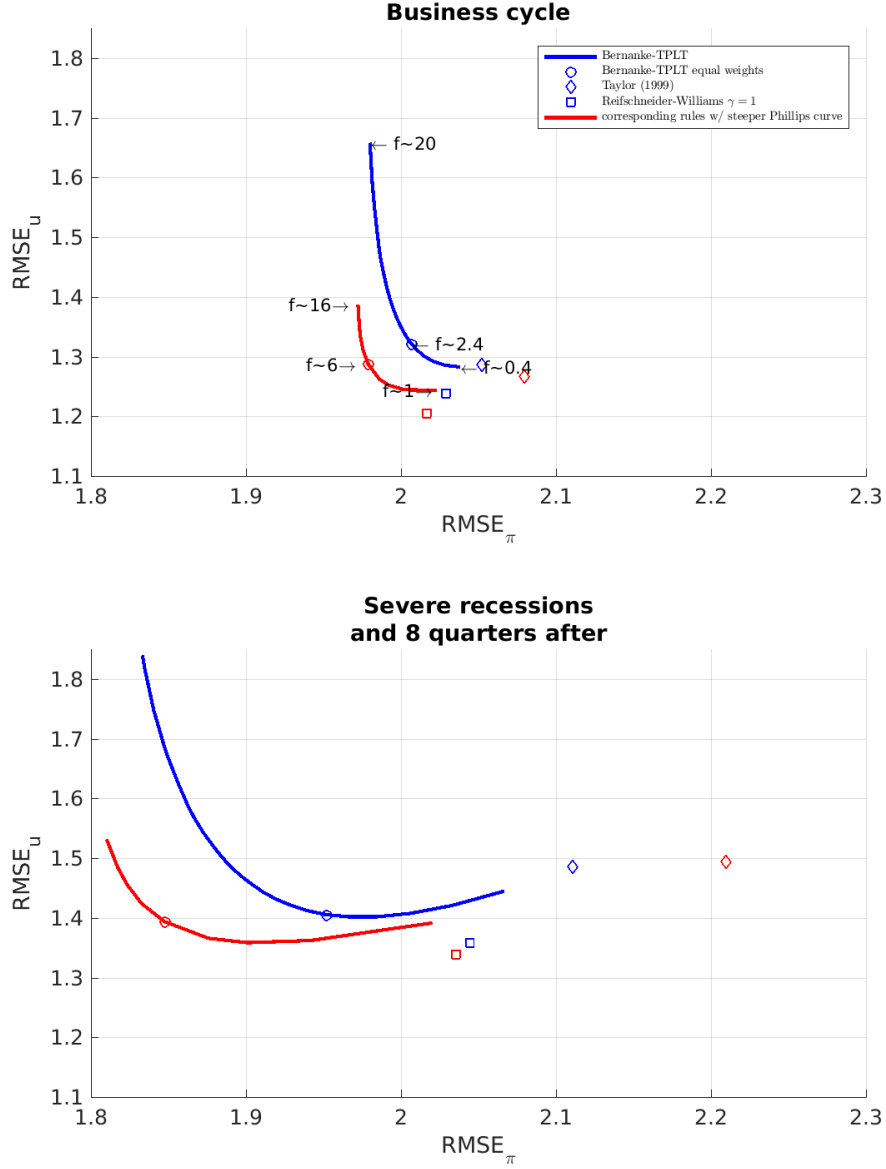 Business cycle
1.8
1.7
1.6
1.5
1.4
1.3
1.2
1.1
RMSE_u
Bernanke-TPLT
Bernanke-TPLT equal weights
Taylor (1999)
Reifschneider-Williams γ = 1
corresponding rules w/ steeper Phillips curve
← f~20
f~16→
← f~2.4
f~6→
← f~0.4
f~1→
1.8 1.9 2 2.1 2.2 2.3
RMSE_π
Severe recessions
and 8 quarters after
1.8
1.7
1.6
1.5
1.4
1.3
1.2
1.1
RMSE_u
1.8 1.9 2 2.1 2.2 2.3
RMSE_π